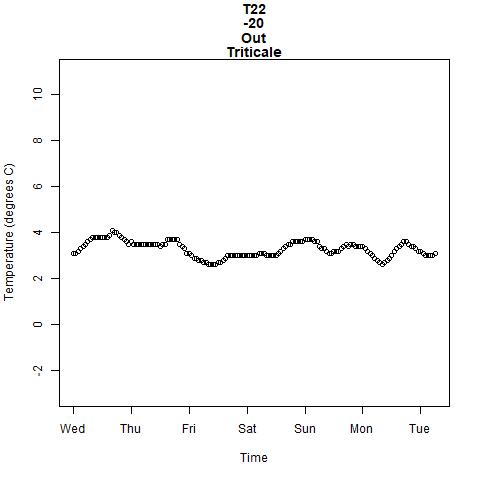 T22
-20
Out
Triticale
Temperature (degrees C)
10
8
6
4
2
0
-2
Wed Thu Fri Sat Sun Mon Tue
Time